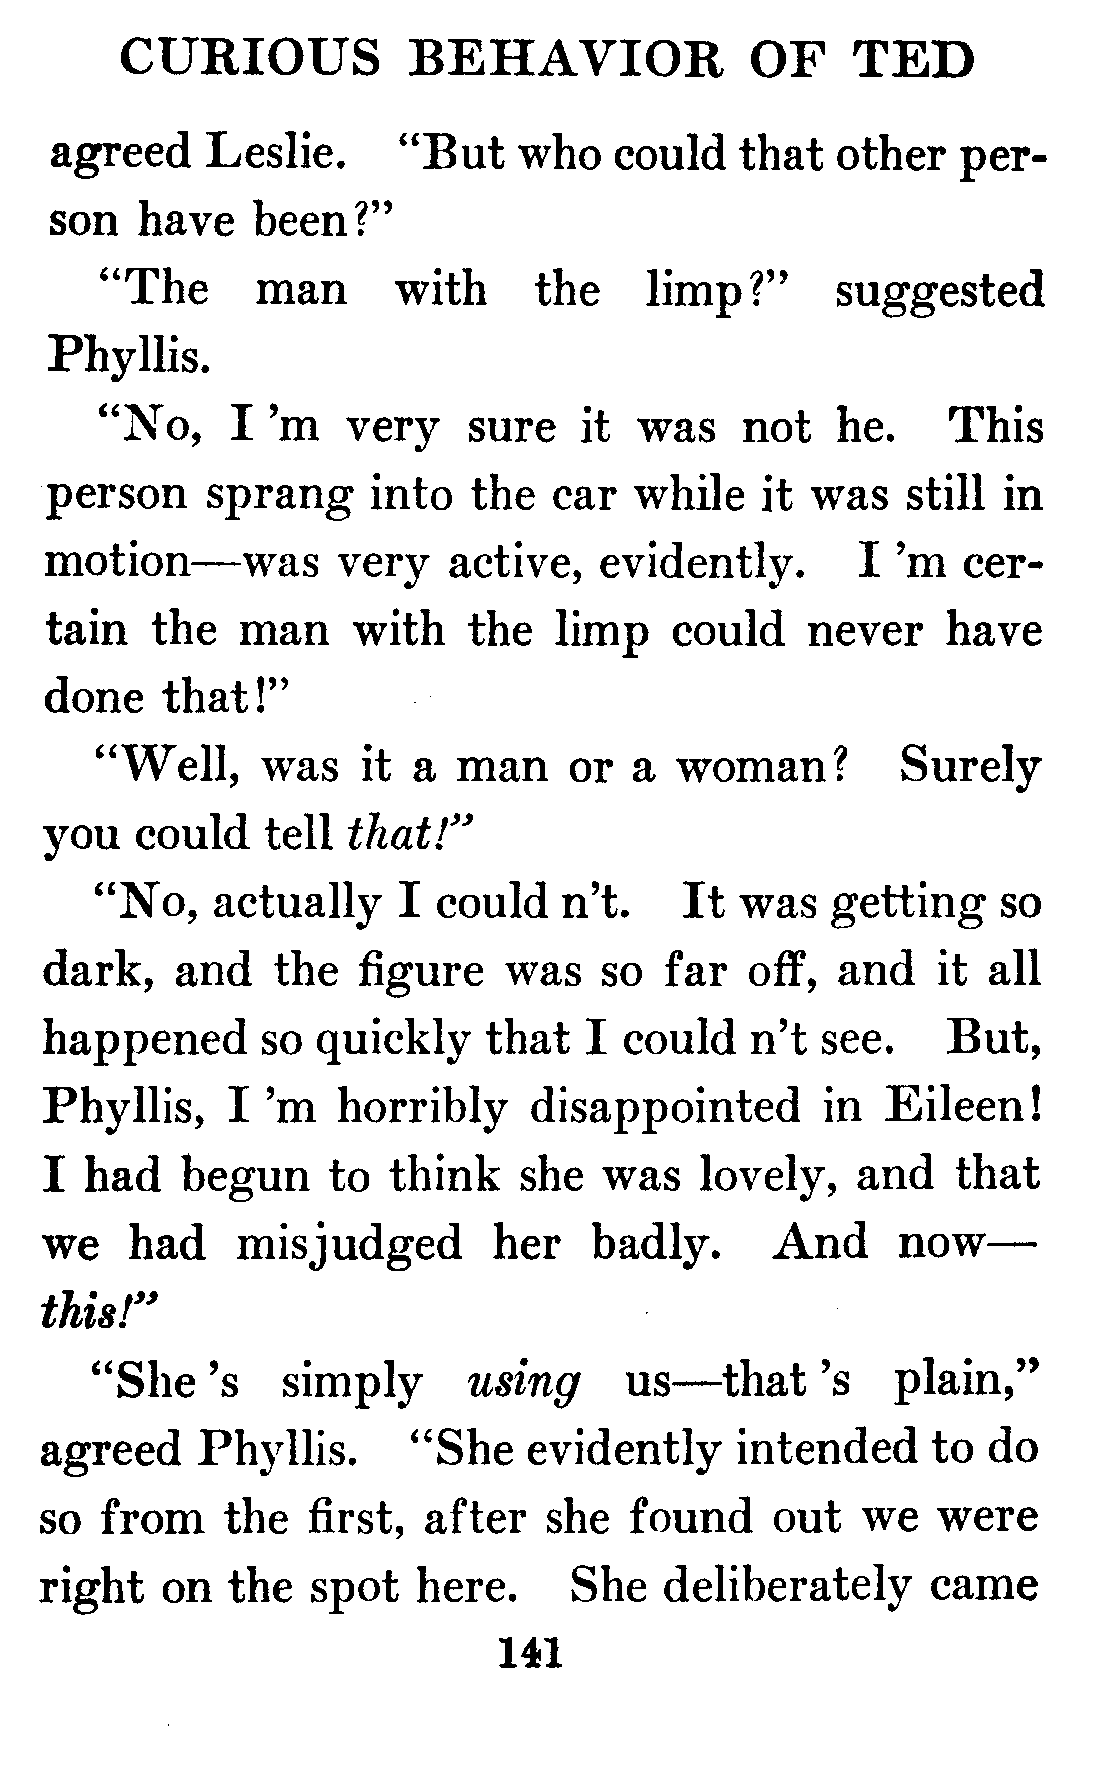 CURIOUS BEHAVIOR OF TED
agreed Leslie. “But who could that other per-
son have been?”
“The man with the limp?” suggested
Phyllis.
“No, I ’m very sure it was not he. This
person sprang into the car while it was still in
motion—was very active, evidently. I ’m cer-
tain the man with the limp could never have
done that!”
“Well, was it a man or a woman? Surely
you could tell that!”
“No, actually I could n’t. It was getting so
dark, and the figure was so far off, and it all
happened so quickly that I could n’t see. But,
Phyllis, I ’m horribly disappointed in Eileen!
I had begun to think she was lovely, and that
we had misjudged her badly. And now—
this!”
“She ’s simply using us—that ’s plain,”
agreed Phyllis. “She evidently intended to do
so from the first, after she found out we were
right on the spot here. She deliberately came
141